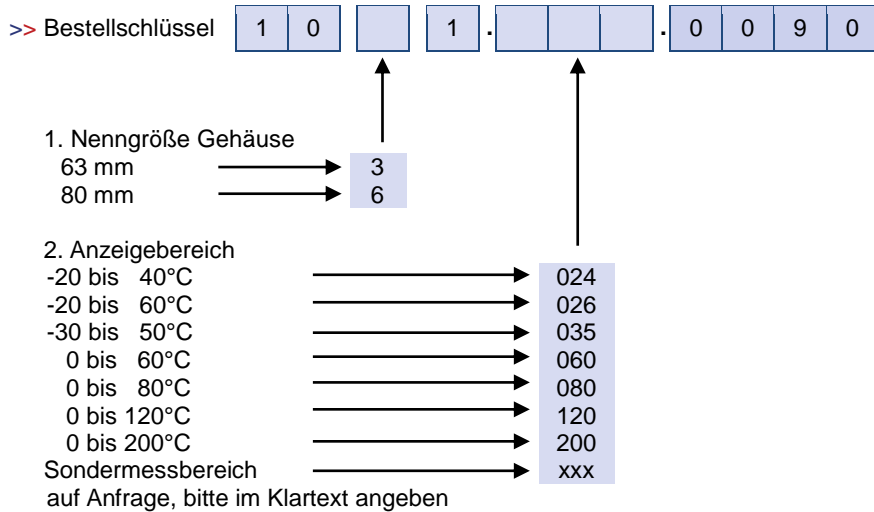 >> Bestellschlüssel 1 0 1 . . 0 0 9 0
1. Nenngröße Gehäuse
63 mm 3
80 mm 6
2. Anzeigebereich
-20 bis 40°C 024
-20 bis 60°C 026
-30 bis 50°C 035
0 bis 60°C 060
0 bis 80°C 080
0 bis 120°C 120
0 bis 200°C 200
Sondermessbereich xxx
auf Anfrage, bitte im Klartext angeben